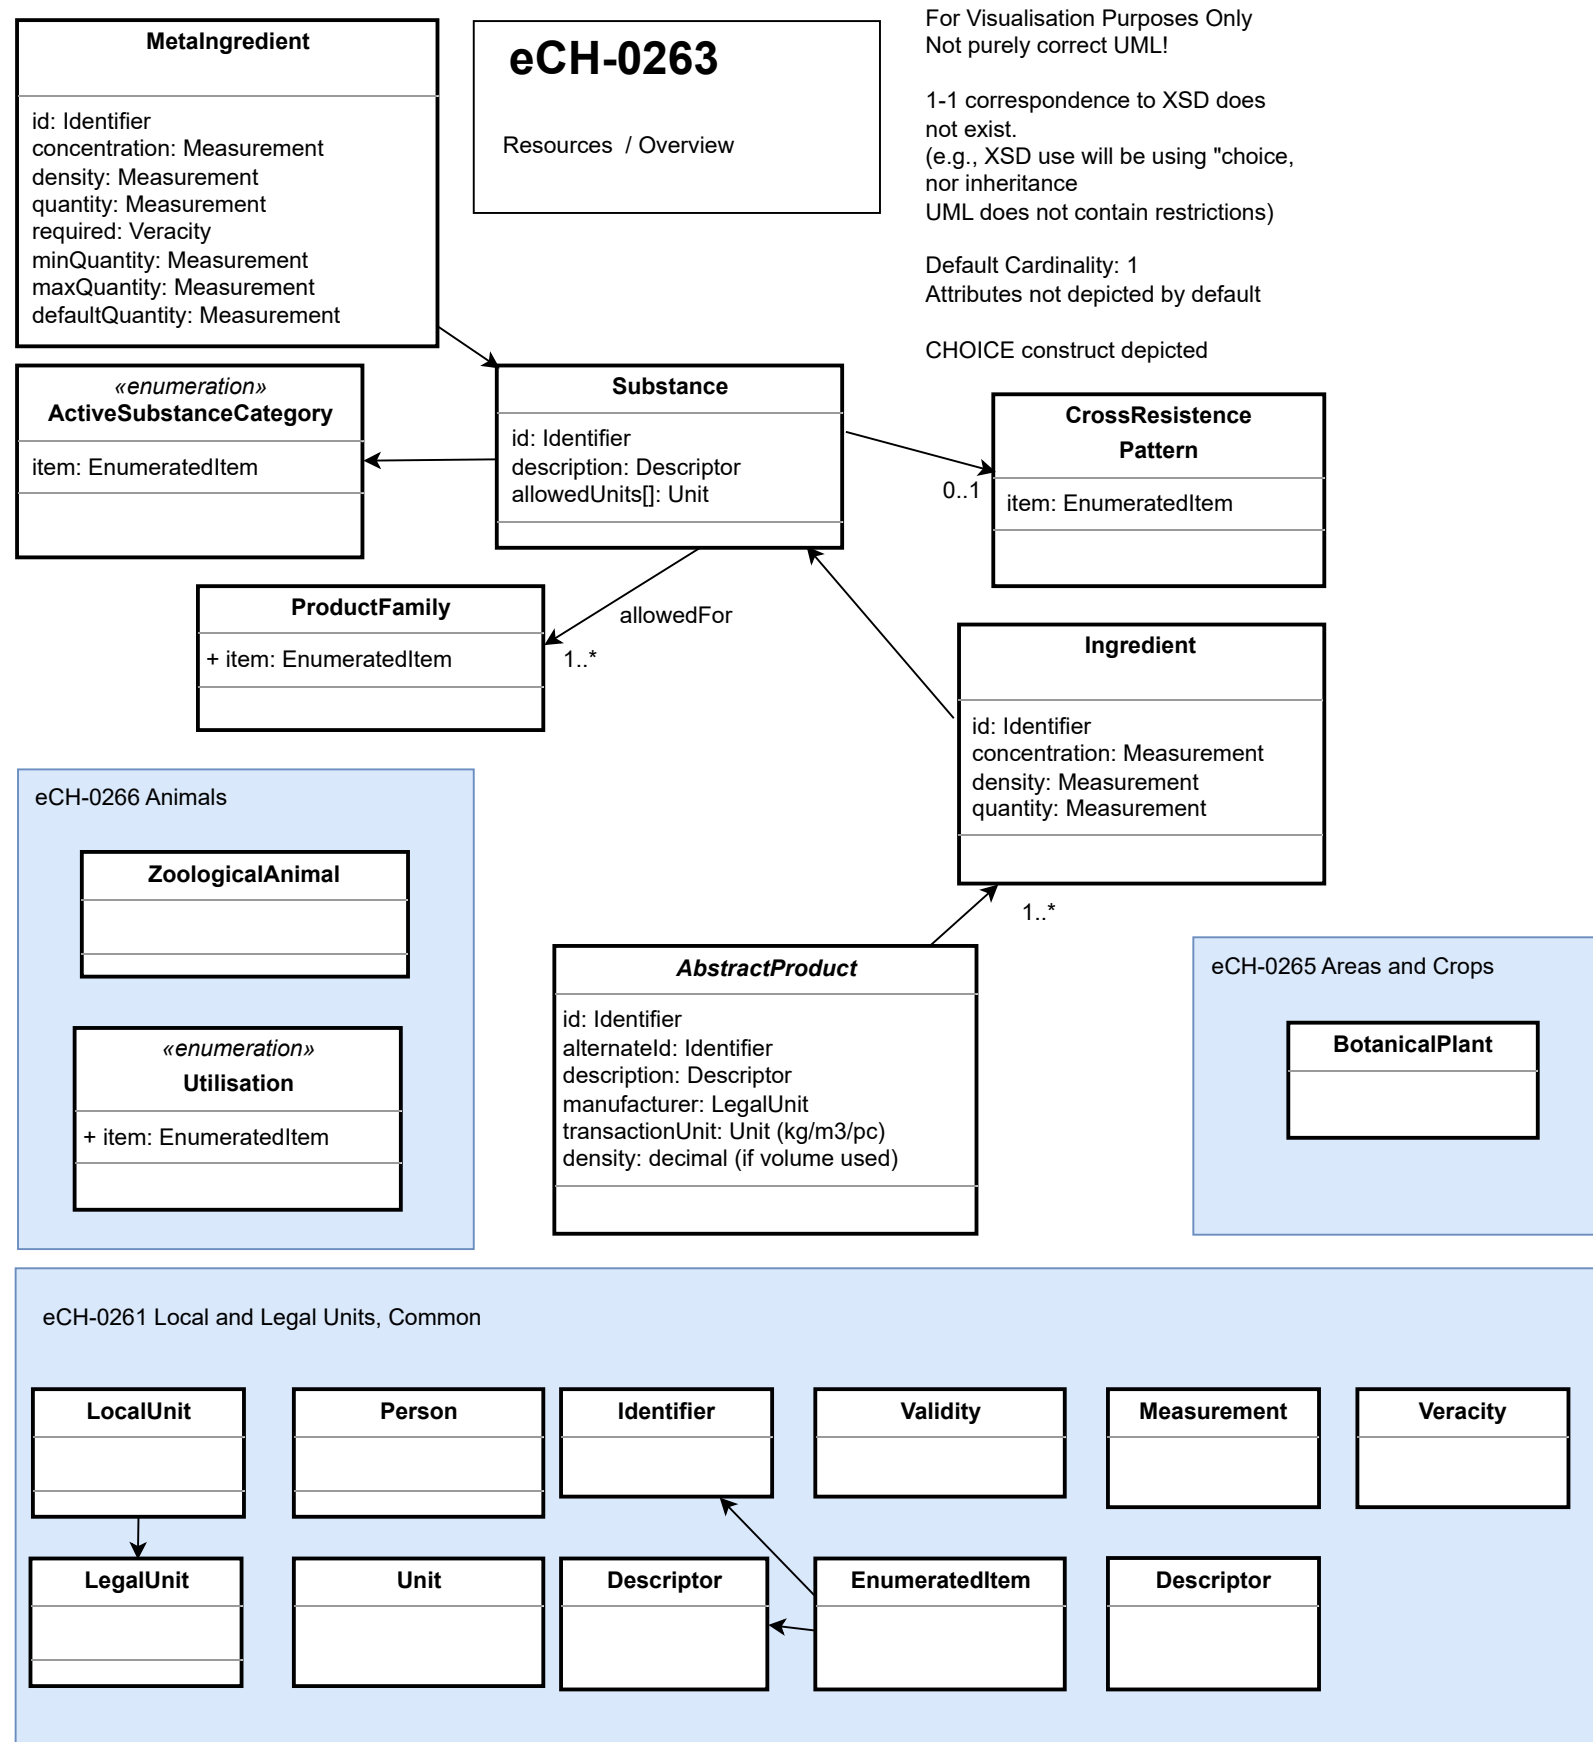 MetaIngredient
id: Identifier
concentration: Measurement
density: Measurement
quantity: Measurement
required: Veracity
minQuantity: Measurement
maxQuantity: Measurement
defaultQuantity: Measurement
eCH-0263
Resources / Overview
For Visualisation Purposes Only
Not purely correct UML!
1-1 correspondence to XSD does
not exist.
(e.g., XSD use will be using "choice,
nor inheritance
UML does not contain restrictions)
Default Cardinality: 1
Attributes not depicted by default
CHOICE construct depicted
«enumeration»
ActiveSubstanceCategory
item: EnumeratedItem
Substance
id: Identifier
description: Descriptor
allowedUnits[]: Unit
CrossResistence
Pattern
item: EnumeratedItem
0..1
ProductFamily
+ item: EnumeratedItem
allowedFor
1..*
Ingredient
id: Identifier
concentration: Measurement
density: Measurement
quantity: Measurement
1..*
eCH-0266 Animals
ZoologicalAnimal
«enumeration»
Utilisation
+ item: EnumeratedItem
AbstractProduct
id: Identifier
alternateId: Identifier
description: Descriptor
manufacturer: LegalUnit
transactionUnit: Unit (kg/m3/pc)
density: decimal (if volume used)
eCH-0265 Areas and Crops
BotanicalPlant
eCH-0261 Local and Legal Units, Common
LocalUnit
Person
Identifier
Validity
Measurement
Veracity
LegalUnit
Unit
Descriptor
EnumeratedItem
Descriptor